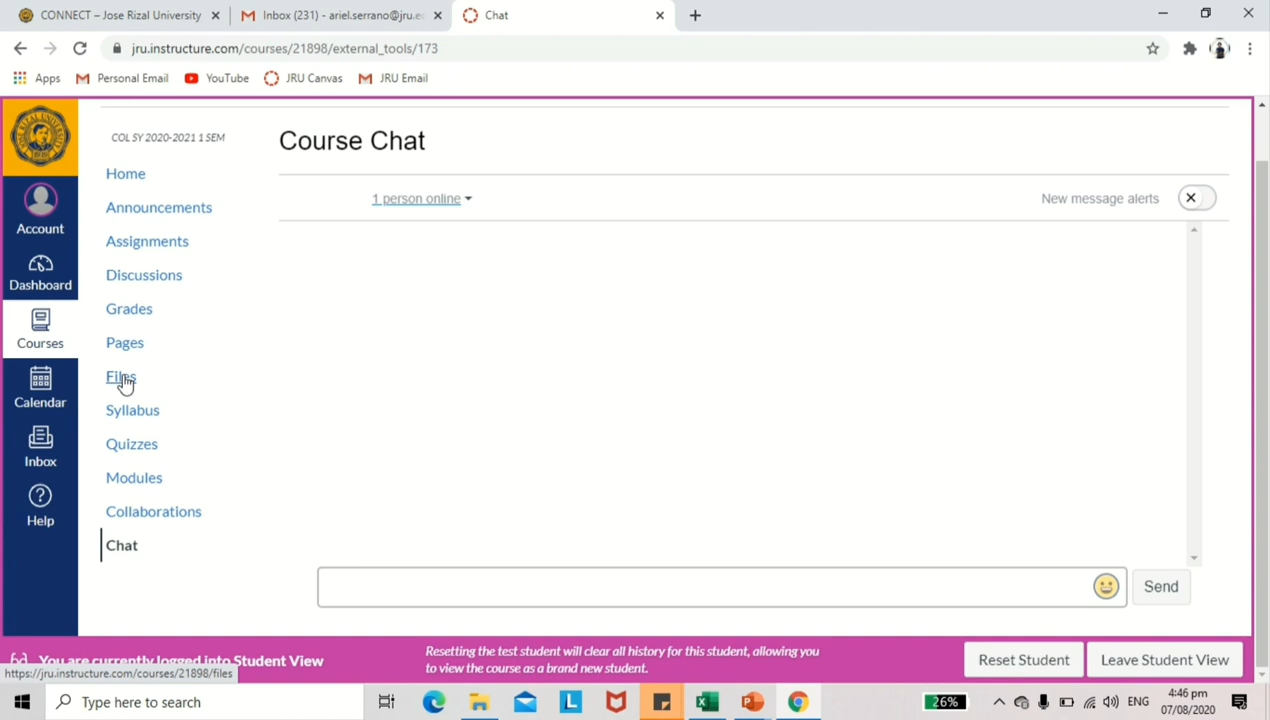 CONNECT – Jose Rizal University
Inbox (231) - ariel.serrano@jru.e
Chat
jru.instructure.com/courses/21898/external_tools/173
Apps
Personal Email
YouTube
JRU Canvas
JRU Email
COL SY 2020-2021 1 SEM
Course Chat
Home
Announcements
1 person online
New message alerts
Account
Assignments
Discussions
Dashboard
Grades
Courses
Pages
Files
Calendar
Syllabus
Quizzes
Inbox
Modules
Collaborations
Help
Chat
Send
You are currently logged into Student View
Resetting the test student will clear all history for this student, allowing you
to view the course as a brand new student.
Reset Student
Leave Student View
https://jru.instructure.com/courses/21898/files
Type here to search
26%
ENG
4:46 pm
07/08/2020